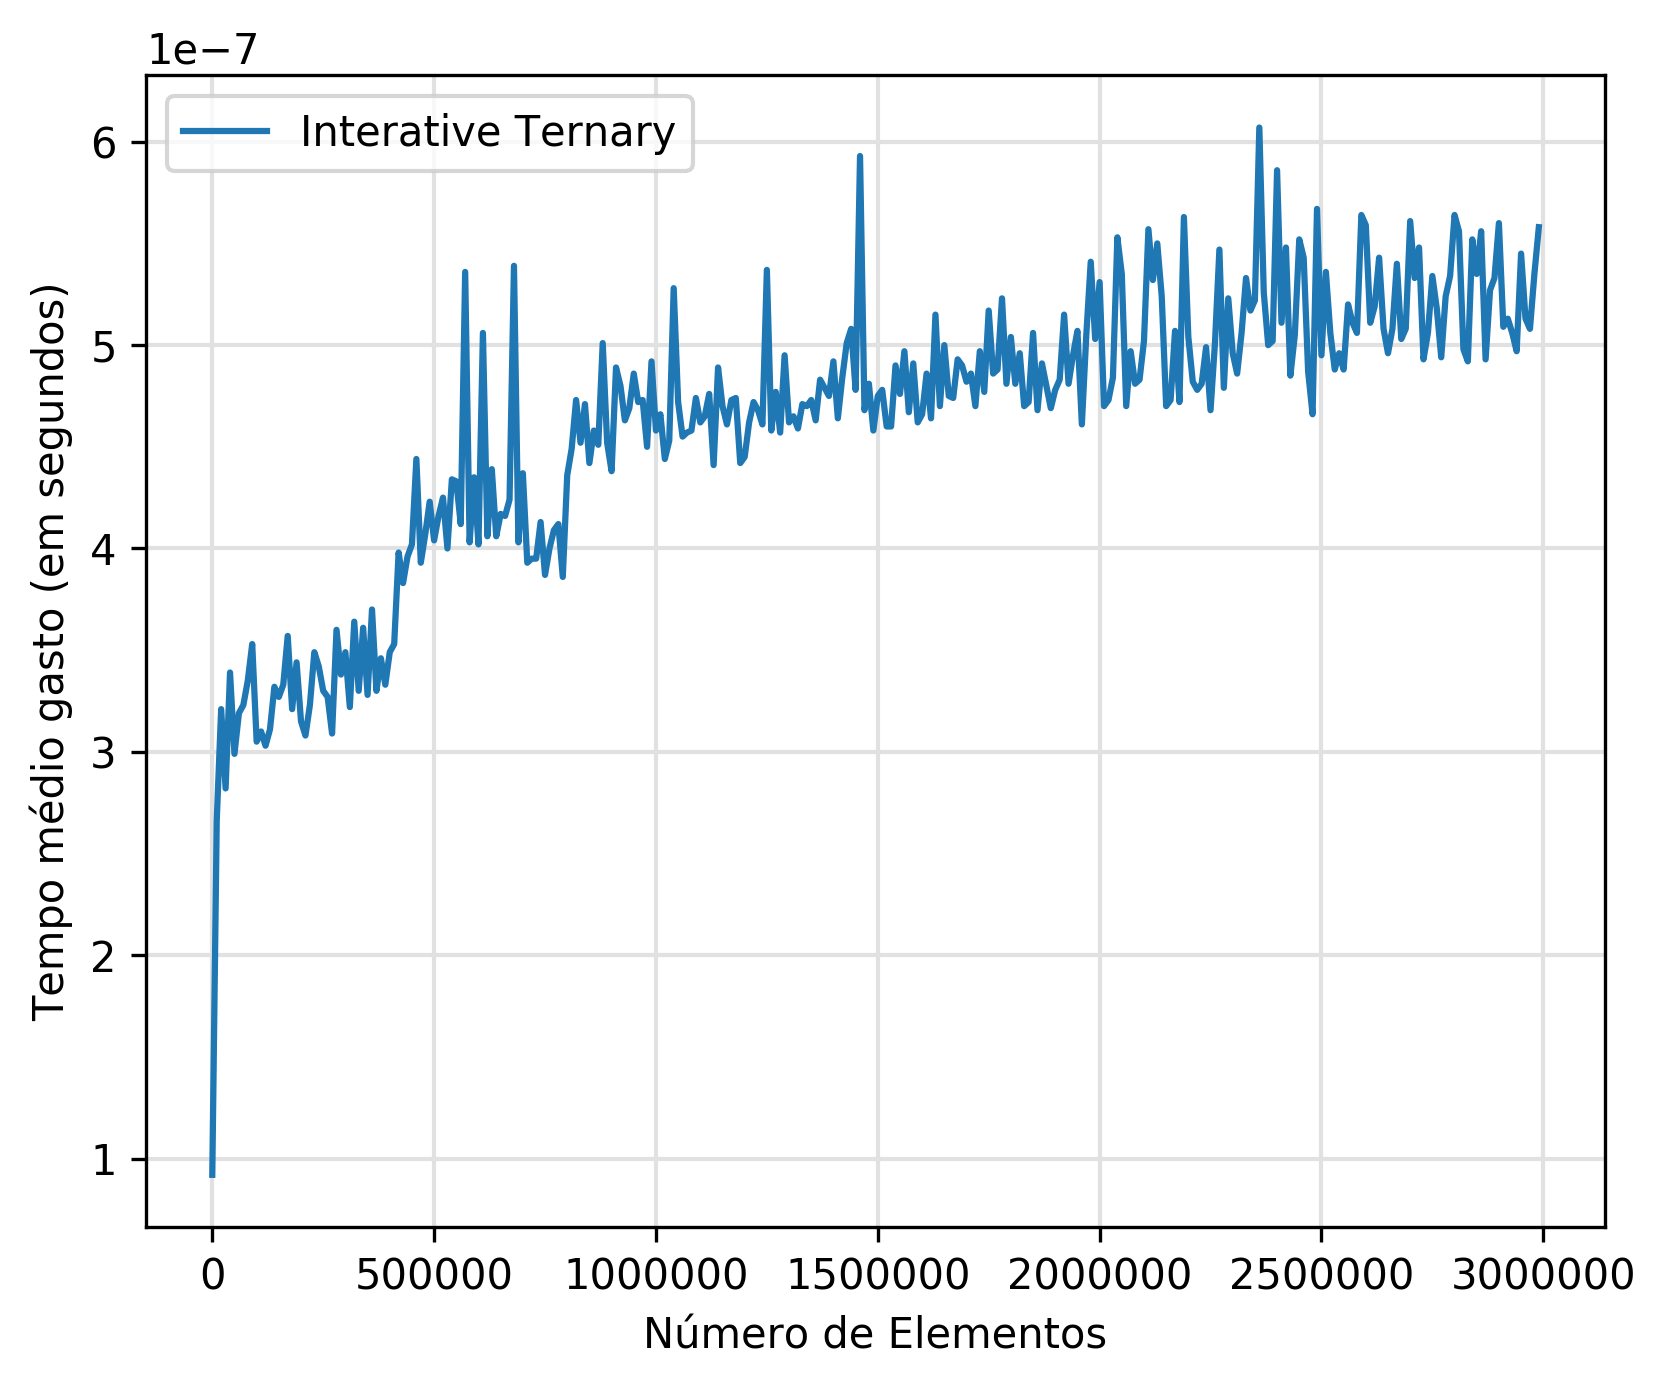 1e−7
Interative Ternary
6
5
4
3
2
1
Tempo médio gasto (em segundos)
0 500000 1000000 1500000 2000000 2500000 3000000
Número de Elementos